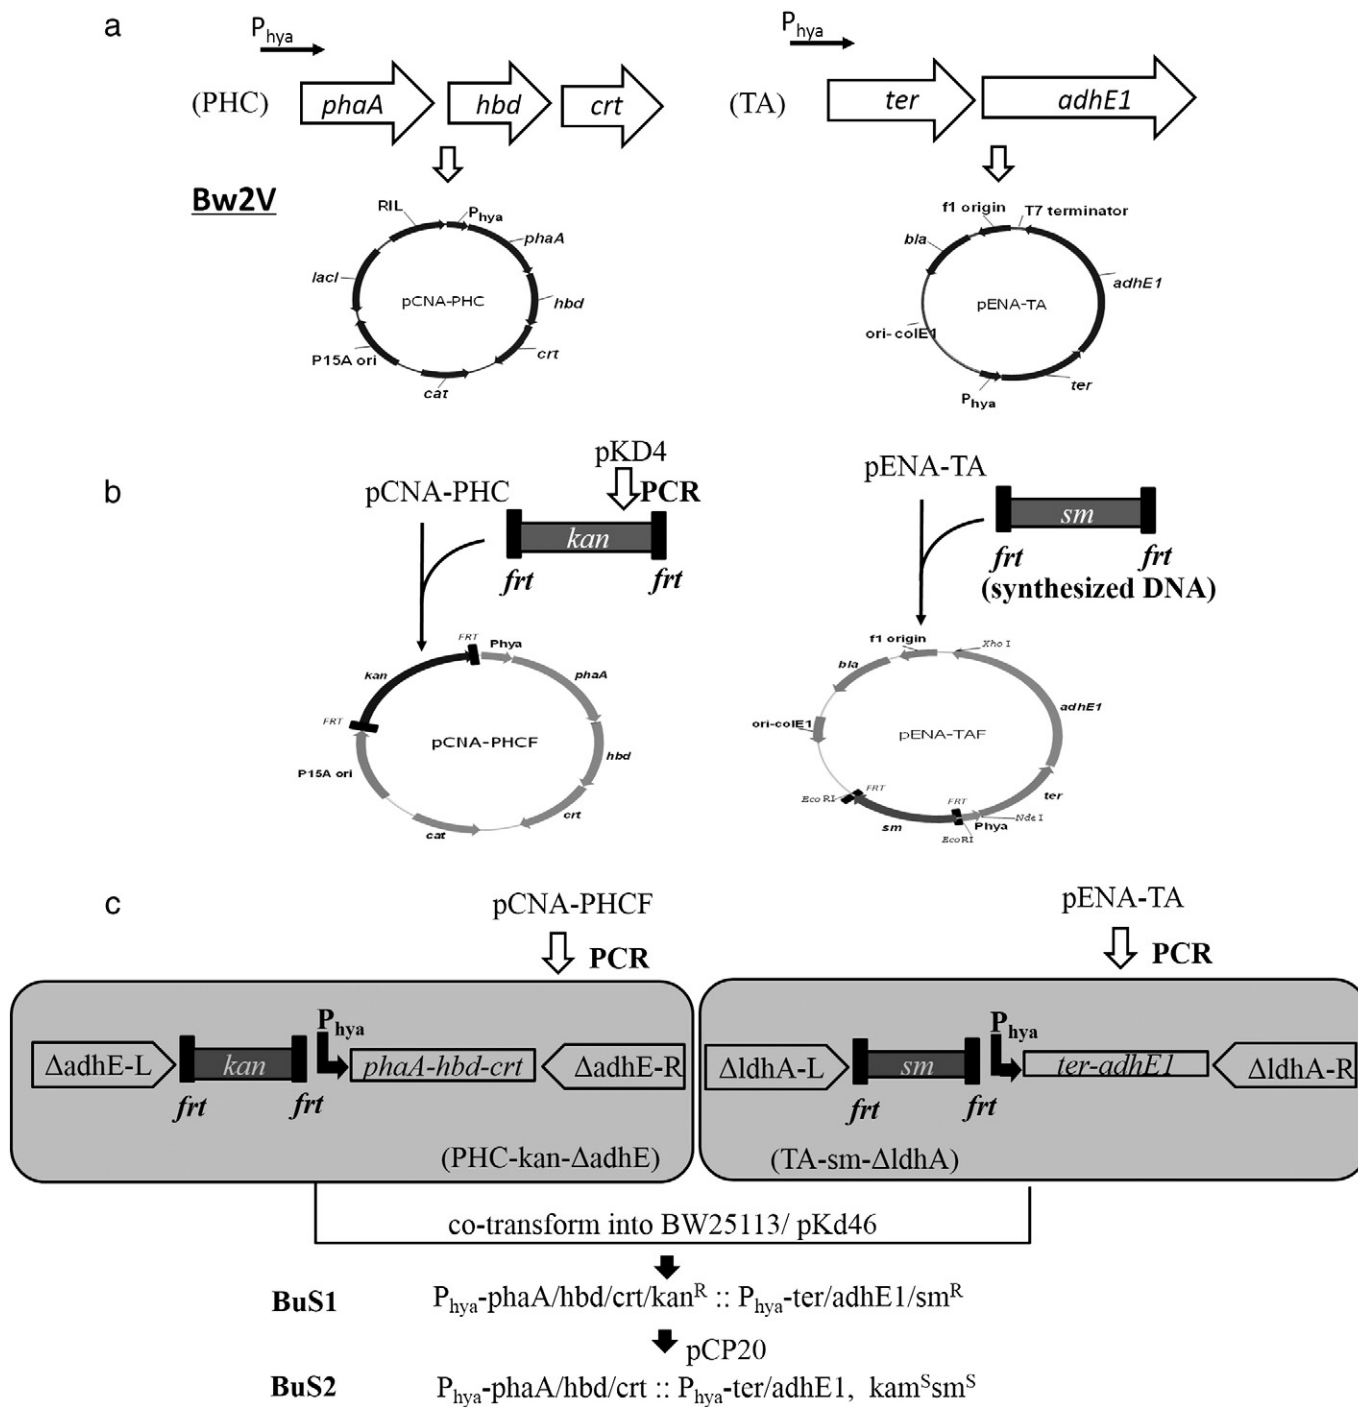 a
Phya
(PHC)
phaA
hbd
crt
Phya
(TA)
ter
adhE1
Bw2V
RIL
Phya
phaA
lacI
pCNA-PHC
hbd
P15A ori
crt
cat
f1 origin
T7 terminator
bla
adhE1
pENA-TA
ori-colE1
Phya
ter
b
pCNA-PHC
pKD4
PCR
kan
frt
frt
pENA-TA
sm
frt
frt
(synthesized DNA)
FRT
Phya
kan
phaA
FRT
pCNA-PHCF
hbd
P15A ori
crt
cat
f1 origin
Xho I
bla
adhE1
ori-colE1
pENA-TAF
EcoRI
FRT
FRT
ter
sm
Phya
Nde I
EcoRI
c
pCNA-PHCF
PCR
pENA-TA
PCR
ΔadhE-L
kan
Phya
phaA-hbd-crt
ΔadhE-R
frt
frt
(PHC-kan-ΔadhE)
ΔldhA-L
sm
Phya
ter-adhE1
ΔldhA-R
frt
frt
(TA-sm-ΔldhA)
co-transform into BW25113/ pKd46
BuS1 Phya-phaA/hbd/crt/kanR :: Phya-ter/adhE1/smR
pCP20
BuS2 Phya-phaA/hbd/crt :: Phya-ter/adhE1, kamSsmS